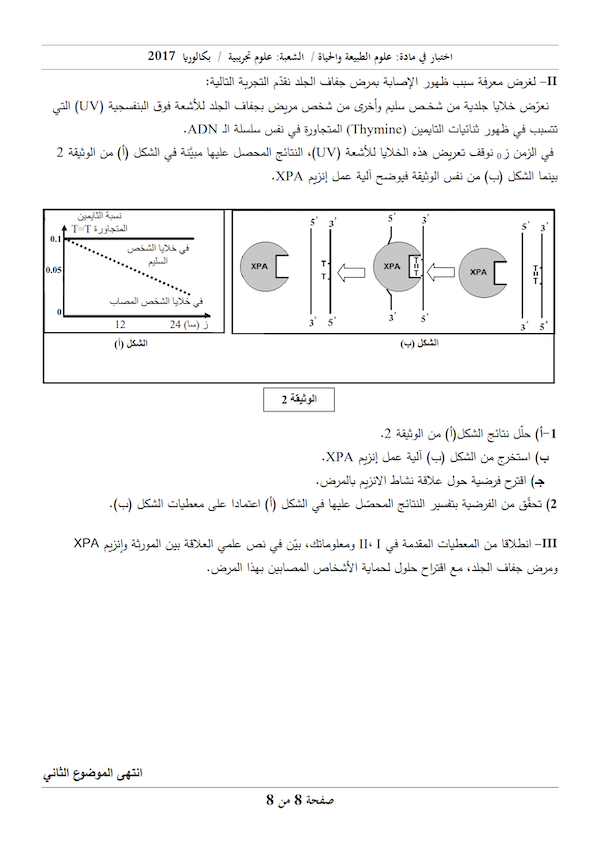 اختبار في مادة: علوم الطبيعة والحياة / الشعبة: علوم تجريبية / بكالوريا 2017
II– لغرض معرفة سبب ظهور الإصابة بمرض جفاف الجلد نقدّم التجربة التالية:
نعرّض خلايا جلدية من شخص سليم وأخرى من شخص مريض بجفاف الجلد للأشعة فوق البنفسجية (UV) التي
تتسبب في ظهور ثنائيات التايمين (Thymine) المتجاورة في نفس سلسلة الـ ADN.
في الزمن ز0 نوقف تعريض هذه الخلايا للأشعة (UV)، النتائج المحصل عليها مبيّنة في الشكل (أ) من الوثيقة 2
بينما الشكل (ب) من نفس الوثيقة فيوضح آلية عمل إنزيم XPA.
نسبة الثايمين
المتجاورة T=T
0.1
0.05
0
في خلايا الشخص
السليم
في خلايا الشخص المصاب
12
24 ز (سا)
الشكل (أ)
5' 3'
5' 3'
5' 3'
XPA
T
T
XPA
T=T
XPA
T=T
3' 5'
3' 5'
3' 5'
الشكل (ب)
الوثيقة 2
1–أ) حلّل نتائج الشكل(أ) من الوثيقة 2.
ب) استخرج من الشكل (ب) آلية عمل إنزيم XPA.
جـ) اقترح فرضية حول علاقة نشاط الانزيم بالمرض.
2) تحقّق من الفرضية بتفسير النتائج المحصّل عليها في الشكل (أ) اعتمادا على معطيات الشكل (ب).
III– انطلاقا من المعطيات المقدمة في I ،II ومعلوماتك، بيّن في نص علمي العلاقة بين المورثة وإنزيم XPA
ومرض جفاف الجلد، مع اقتراح حلول لحماية الأشخاص المصابين بهذا المرض.
انتهى الموضوع الثاني
صفحة 8 من 8